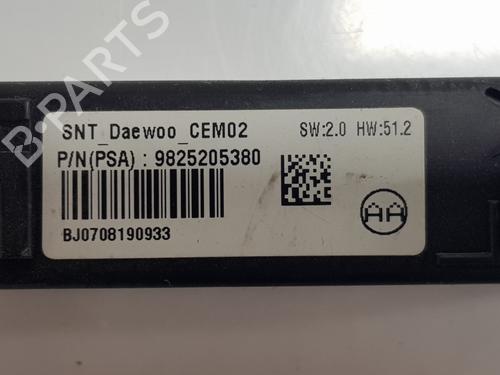 B-PARTS
SNT_Daewoo_CEM02 SW:2.0 HW:51.2
P/N(PSA) : 9825205380
BJ0708190933
AA